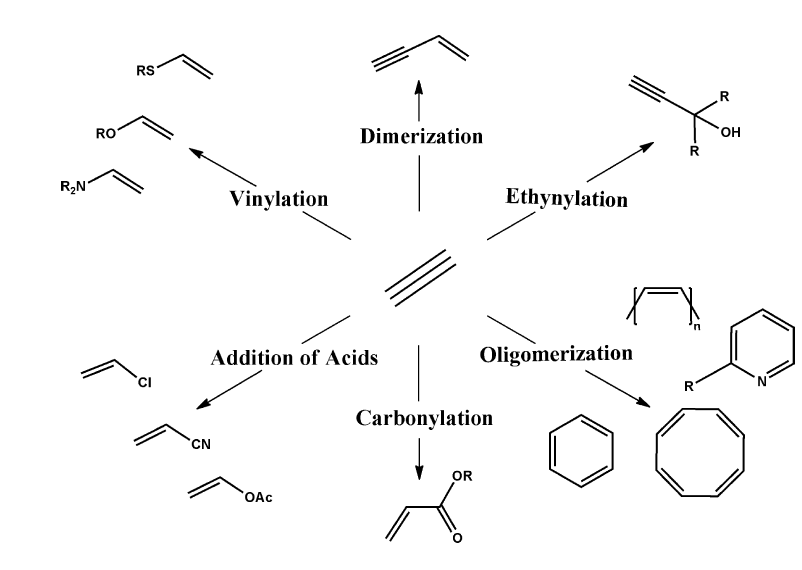 RS
Dimerization
R
RO
OH
R
R₂N
Vinylation
Ethynylation
n
Addition of Acids
Oligomerization
Cl
R
N
Carbonylation
CN
OR
OAc
O